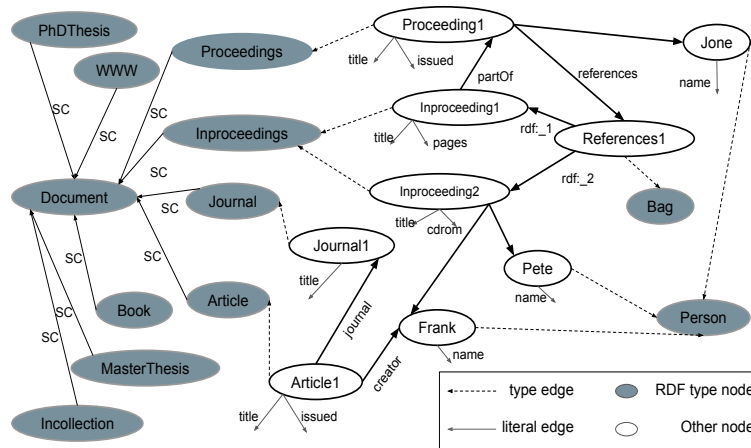 PhDThesis
WWW
Proceedings
Proceeding1
Jone
title
issued
name
partOf
references
SC
SC
SC
Inproceeding1
Inproceedings
title
pages
rdf:_1
References1
SC
rdf:_2
Document
SC
Journal
Inproceeding2
title
cdrom
Bag
SC
Journal1
title
Pete
name
SC
SC
Book
Article
journal
Frank
name
Person
SC
MasterThesis
creator
Article1
title
issued
SC
Incollection
type edge
RDF type node
literal edge
Other node